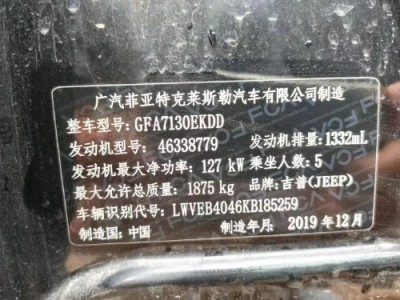 广汽菲亚特克莱斯勒汽车有限公司制造
整车型号: GFA7130EKDD
发动机型号: 46338779 发动机排量: 1332mL
发动机最大净功率: 127 kW 乘坐人数: 5
最大允许总质量: 1875 kg 品牌: 吉普(JEEP)
车辆识别代号: LWVEB4046KB185259
制造国: 中国 制造年月: 2019 年 12月